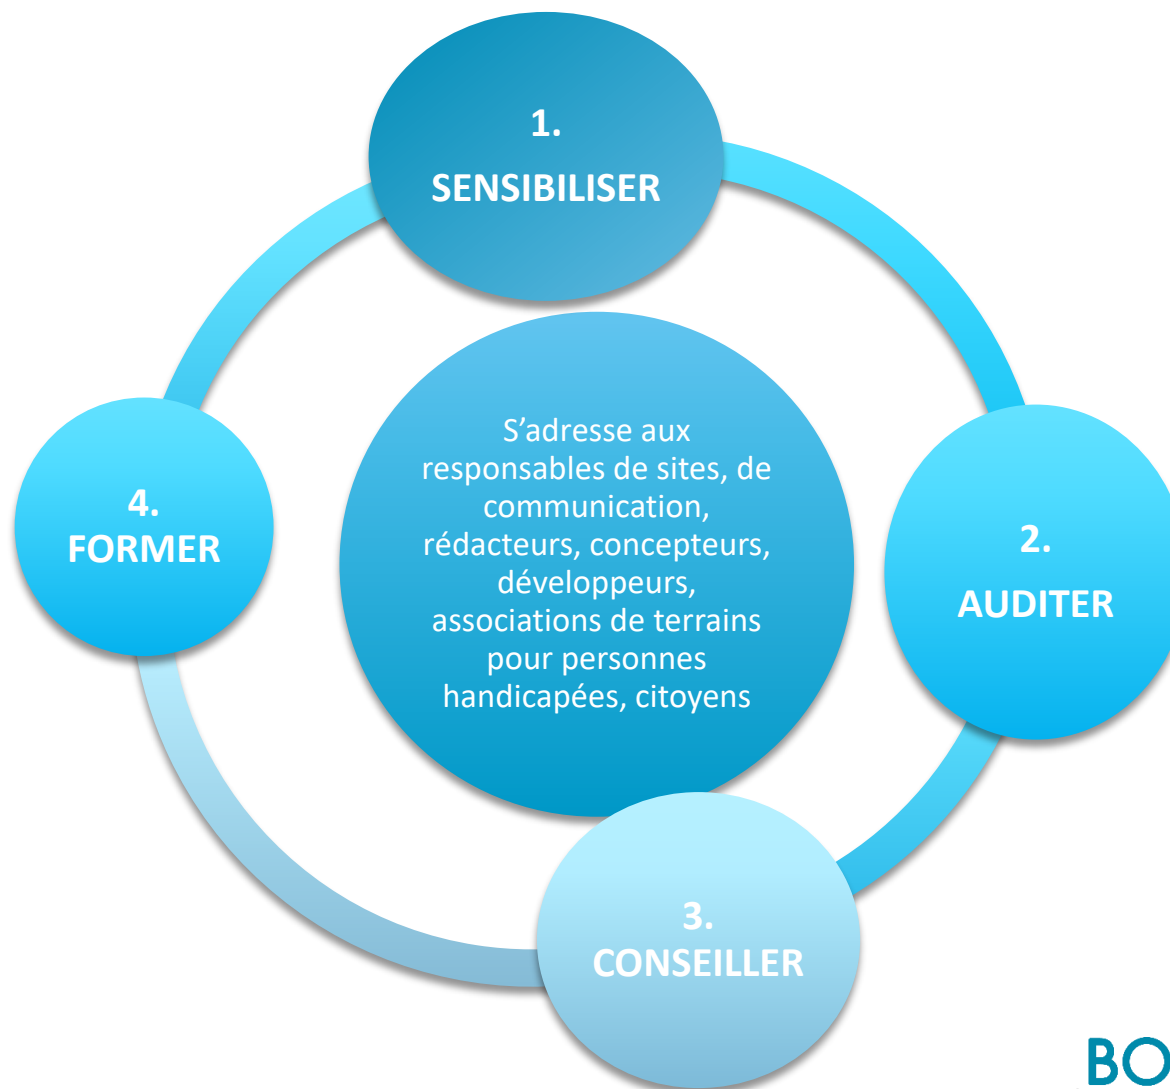 1.
SENSIBILISER
S’adresse aux
responsables de sites, de
communication,
rédacteurs, concepteurs,
développeurs,
associations de terrains
pour personnes
handicapées, citoyens
2.
AUDITER
3.
CONSEILLER
4.
FORMER
BO